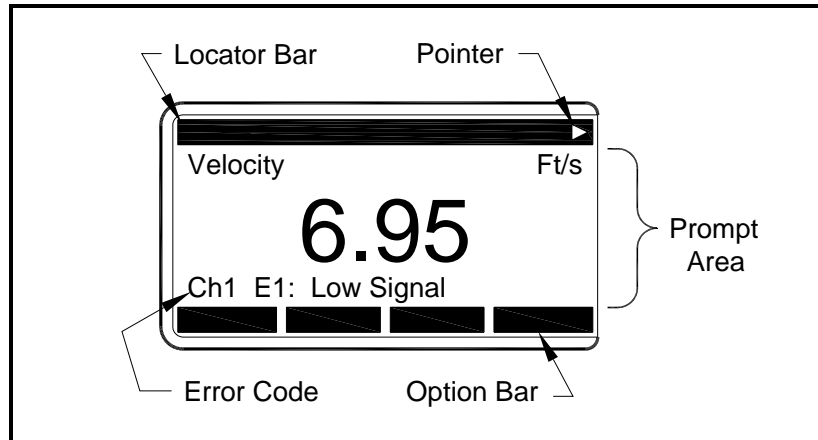 Locator Bar
Pointer
Velocity
Ft/s
6.95
Prompt
Area
Ch1 E1: Low Signal
Error Code
Option Bar